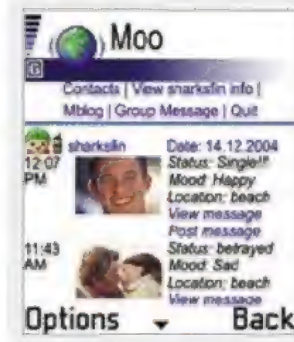 Moo
G
Contacts | View sharksfin info |
Mblog | Group Message | Quit
sharksfin Date: 14.12.2004
12:07 PM Status: Single!!!
Mood: Happy
Location: beach
View message
Post message
11:43 AM Status: betrayed
Mood: Sad
Location: beach
View message
Options Back